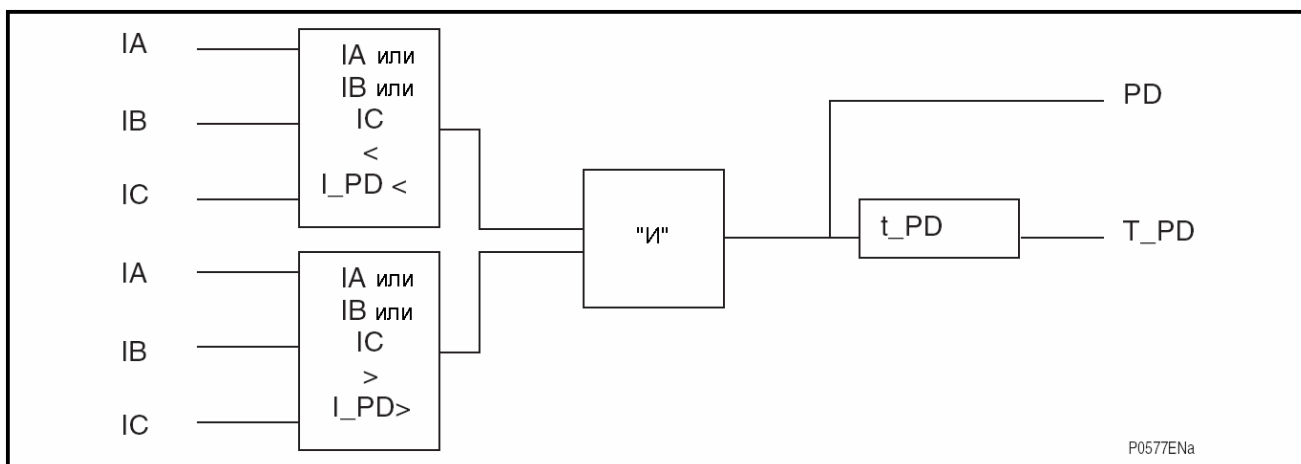 IA
IB
IC
IA или
IB или
IC
<
I_PD <
IA
IB
IC
IA или
IB или
IC
>
I_PD>
"И"
PD
t_PD
T_PD
P0577ENa